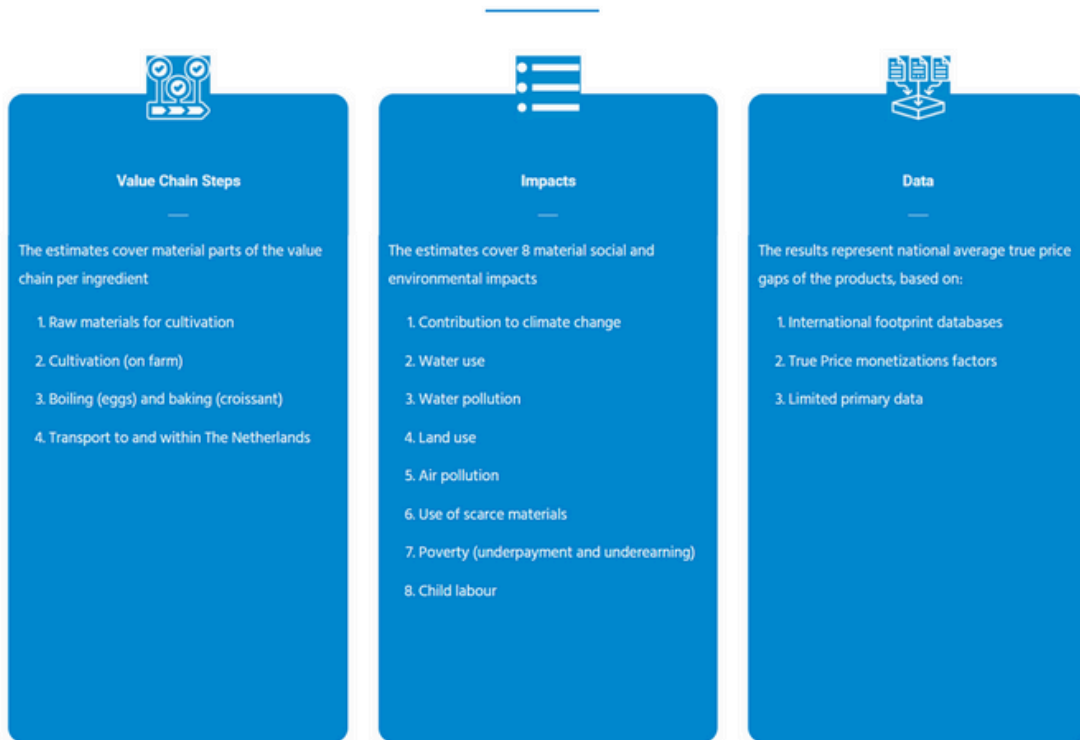 Value Chain Steps
The estimates cover material parts of the value
chain per ingredient
1. Raw materials for cultivation
2. Cultivation (on farm)
3. Boiling (eggs) and baking (croissant)
4. Transport to and within The Netherlands
Impacts
The estimates cover 8 material social and
environmental impacts
1. Contribution to climate change
2. Water use
3. Water pollution
4. Land use
5. Air pollution
6. Use of scarce materials
7. Poverty (underpayment and underearning)
8. Child labour
Data
The results represent national average true price
gaps of the products, based on:
1. International footprint databases
2. True Price monetizations factors
3. Limited primary data